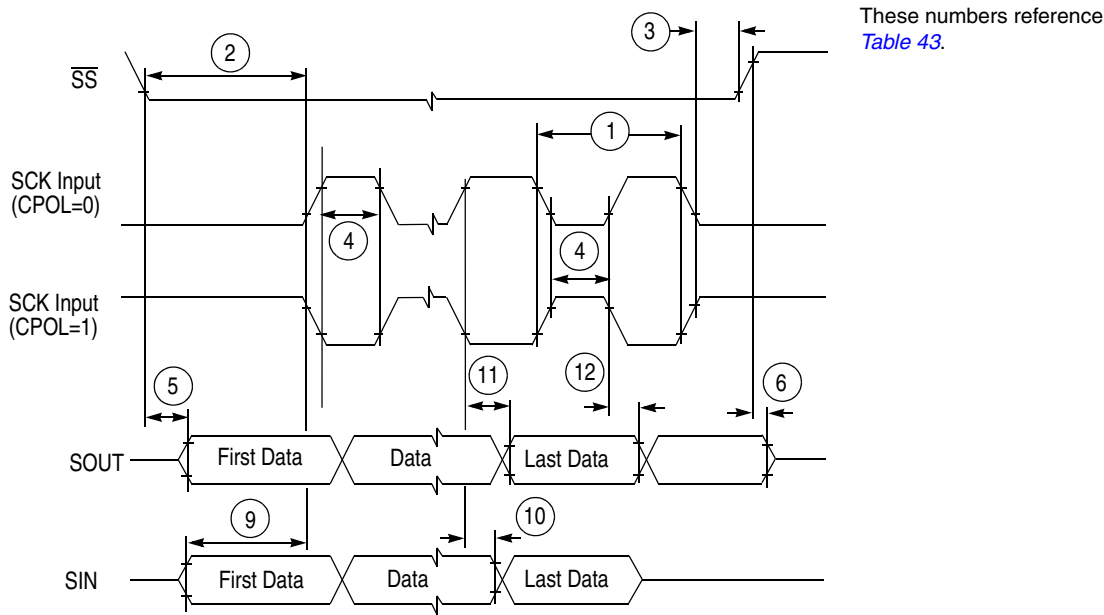 These numbers reference
Table 43.
3
2
SS
1
SCK Input
(CPOL=0)
4
4
SCK Input
(CPOL=1)
11
12
5
6
SOUT
First Data
Data
Last Data
9
10
SIN
First Data
Data
Last Data